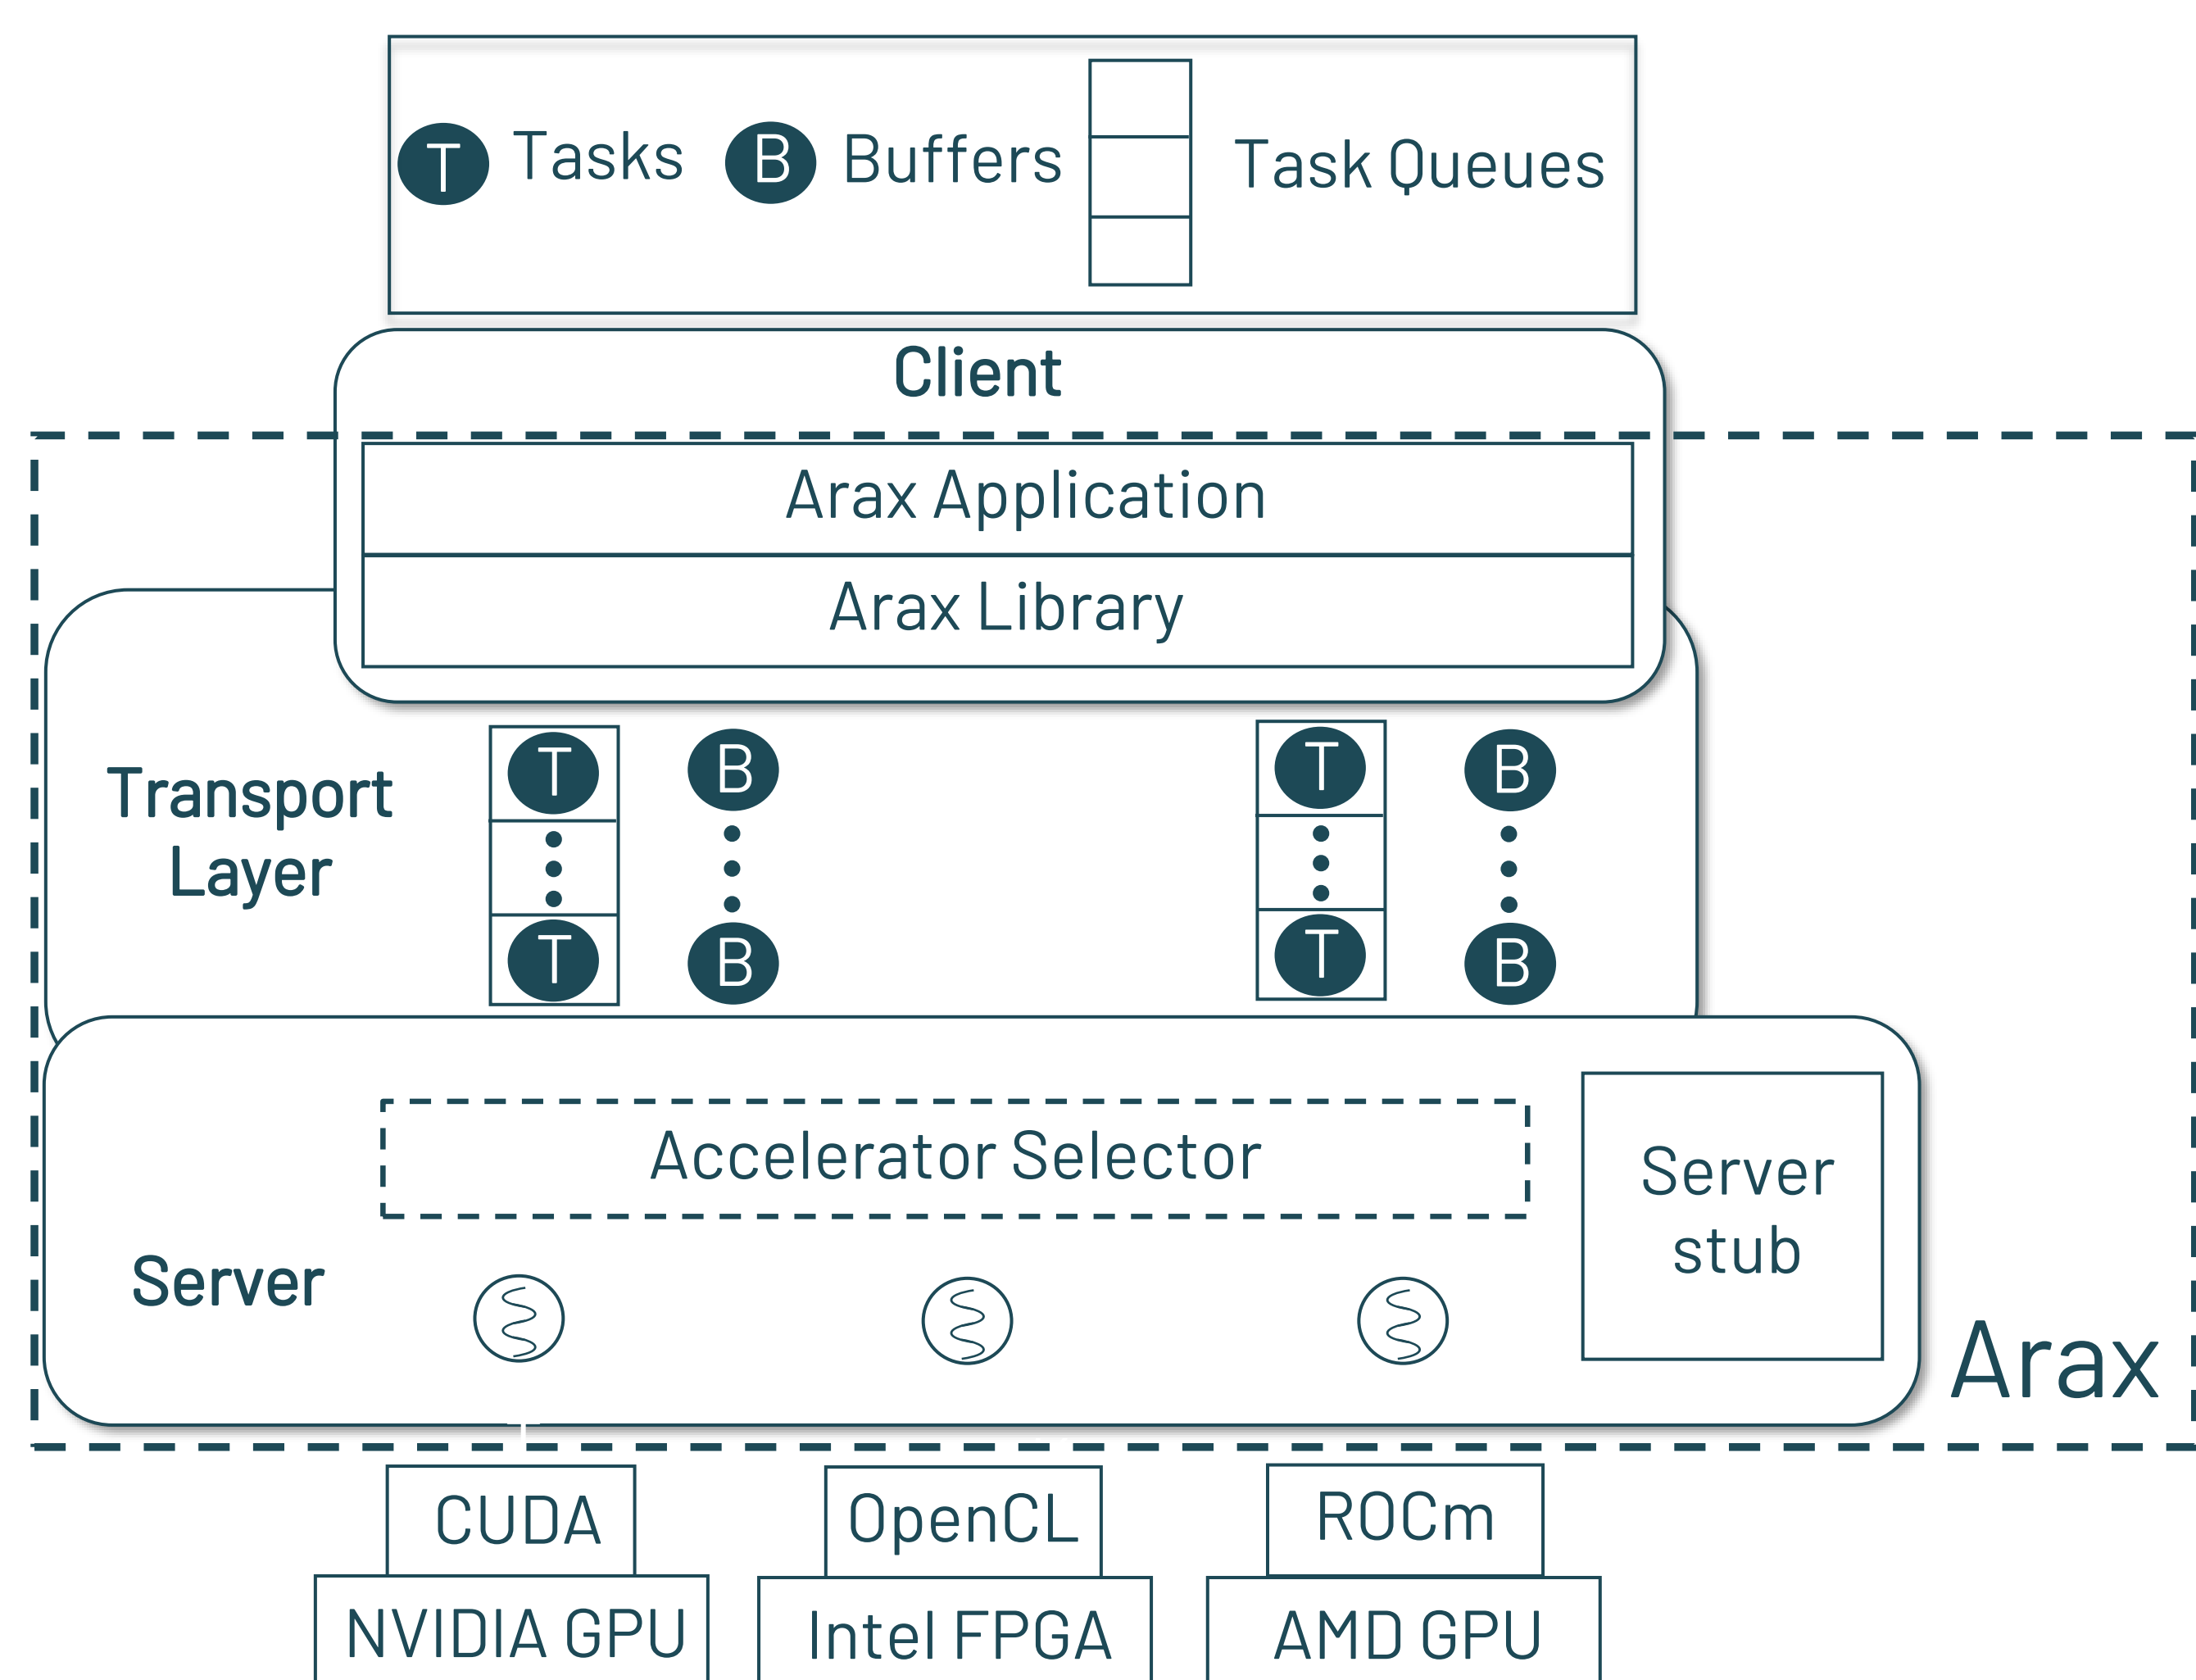 T Tasks B Buffers Task Queues
Client
Arax Application
Arax Library
Transport
Layer
T B T B
T B T B
Accelerator Selector
Server
stub
Server
Arax
CUDA OpenCL ROCm
NVIDIA GPU Intel FPGA AMD GPU